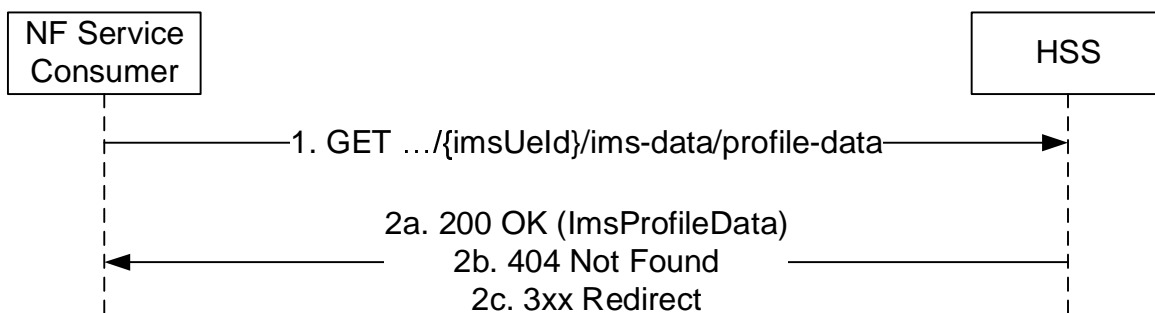 NF Service
Consumer
HSS
1. GET …/{imsUeId}/ims-data/profile-data
2a. 200 OK (ImsProfileData)
2b. 404 Not Found
2c. 3xx Redirect